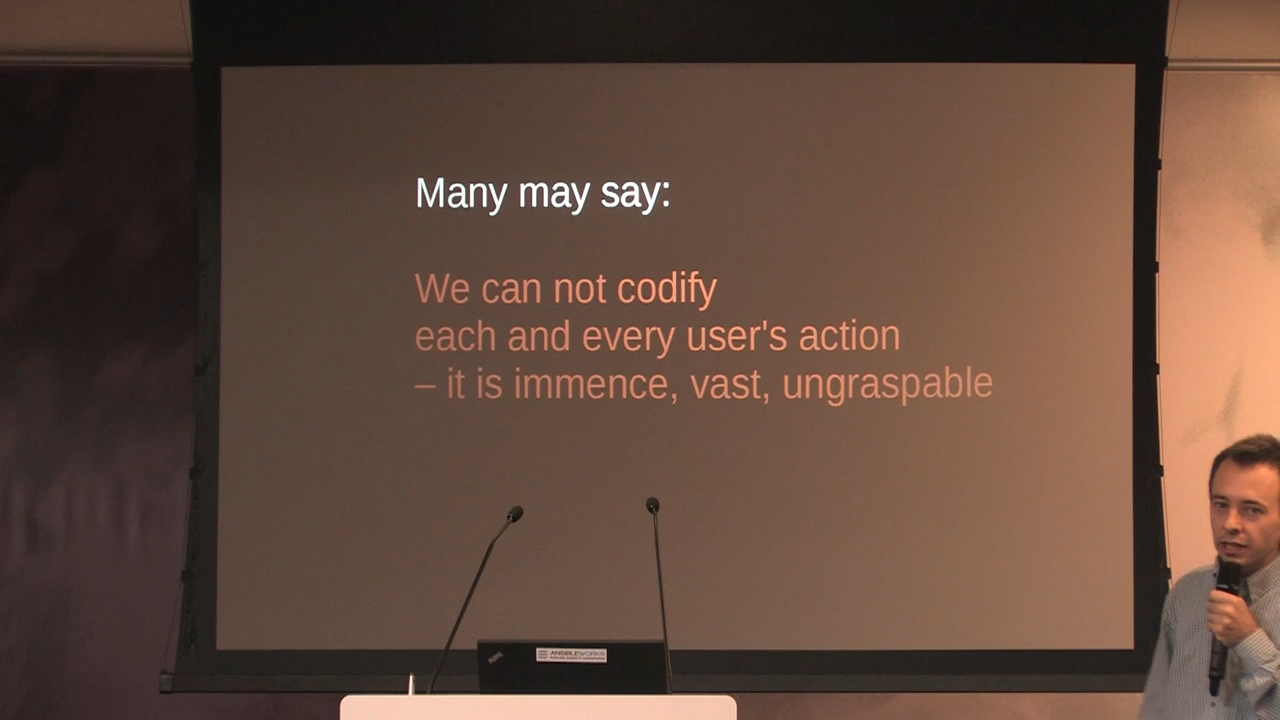 Many may say:
We can not codify
each and every user's action
– it is immence, vast, ungraspable
ANSIBLEWORKS